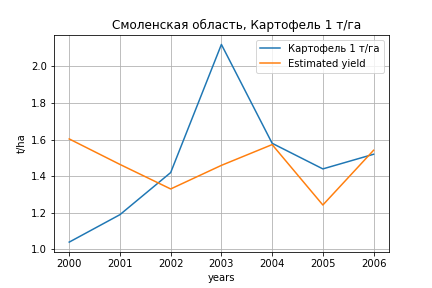 Смоленская область, Картофель 1 т/га
Картофель 1 т/га
Estimated yield
t/ha
2.0
1.8
1.6
1.4
1.2
1.0
2000 2001 2002 2003 2004 2005 2006
years